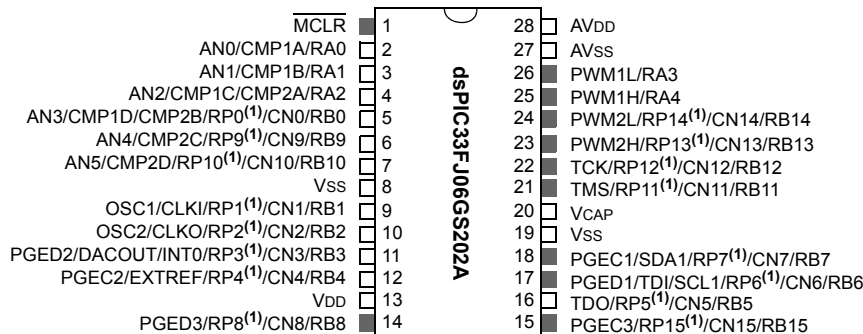 MCLR 1 28 AVDD
AN0/CMP1A/RA0 2 27 AVSS
AN1/CMP1B/RA1 3 26 PWM1L/RA3
AN2/CMP1C/CMP2A/RA2 4 25 PWM1H/RA4
AN3/CMP1D/CMP2B/RP0(1)/CN0/RB0 5 24 PWM2L/RP14(1)/CN14/RB14
AN4/CMP2C/RP9(1)/CN9/RB9 6 23 PWM2H/RP13(1)/CN13/RB13
AN5/CMP2D/RP10(1)/CN10/RB10 7 22 TCK/RP12(1)/CN12/RB12
VSS 8 21 TMS/RP11(1)/CN11/RB11
OSC1/CLKI/RP1(1)/CN1/RB1 9 20 VCAP
OSC2/CLKO/RP2(1)/CN2/RB2 10 19 VSS
PGED2/DACOUT/INT0/RP3(1)/CN3/RB3 11 18 PGEC1/SDA1/RP7(1)/CN7/RB7
PGEC2/EXTREF/RP4(1)/CN4/RB4 12 17 PGED1/TDI/SCL1/RP6(1)/CN6/RB6
VDD 13 16 TDO/RP5(1)/CN5/RB5
PGED3/RP8(1)/CN8/RB8 14 15 PGEC3/RP15(1)/CN15/RB15
dsPIC33FJ06GS202A